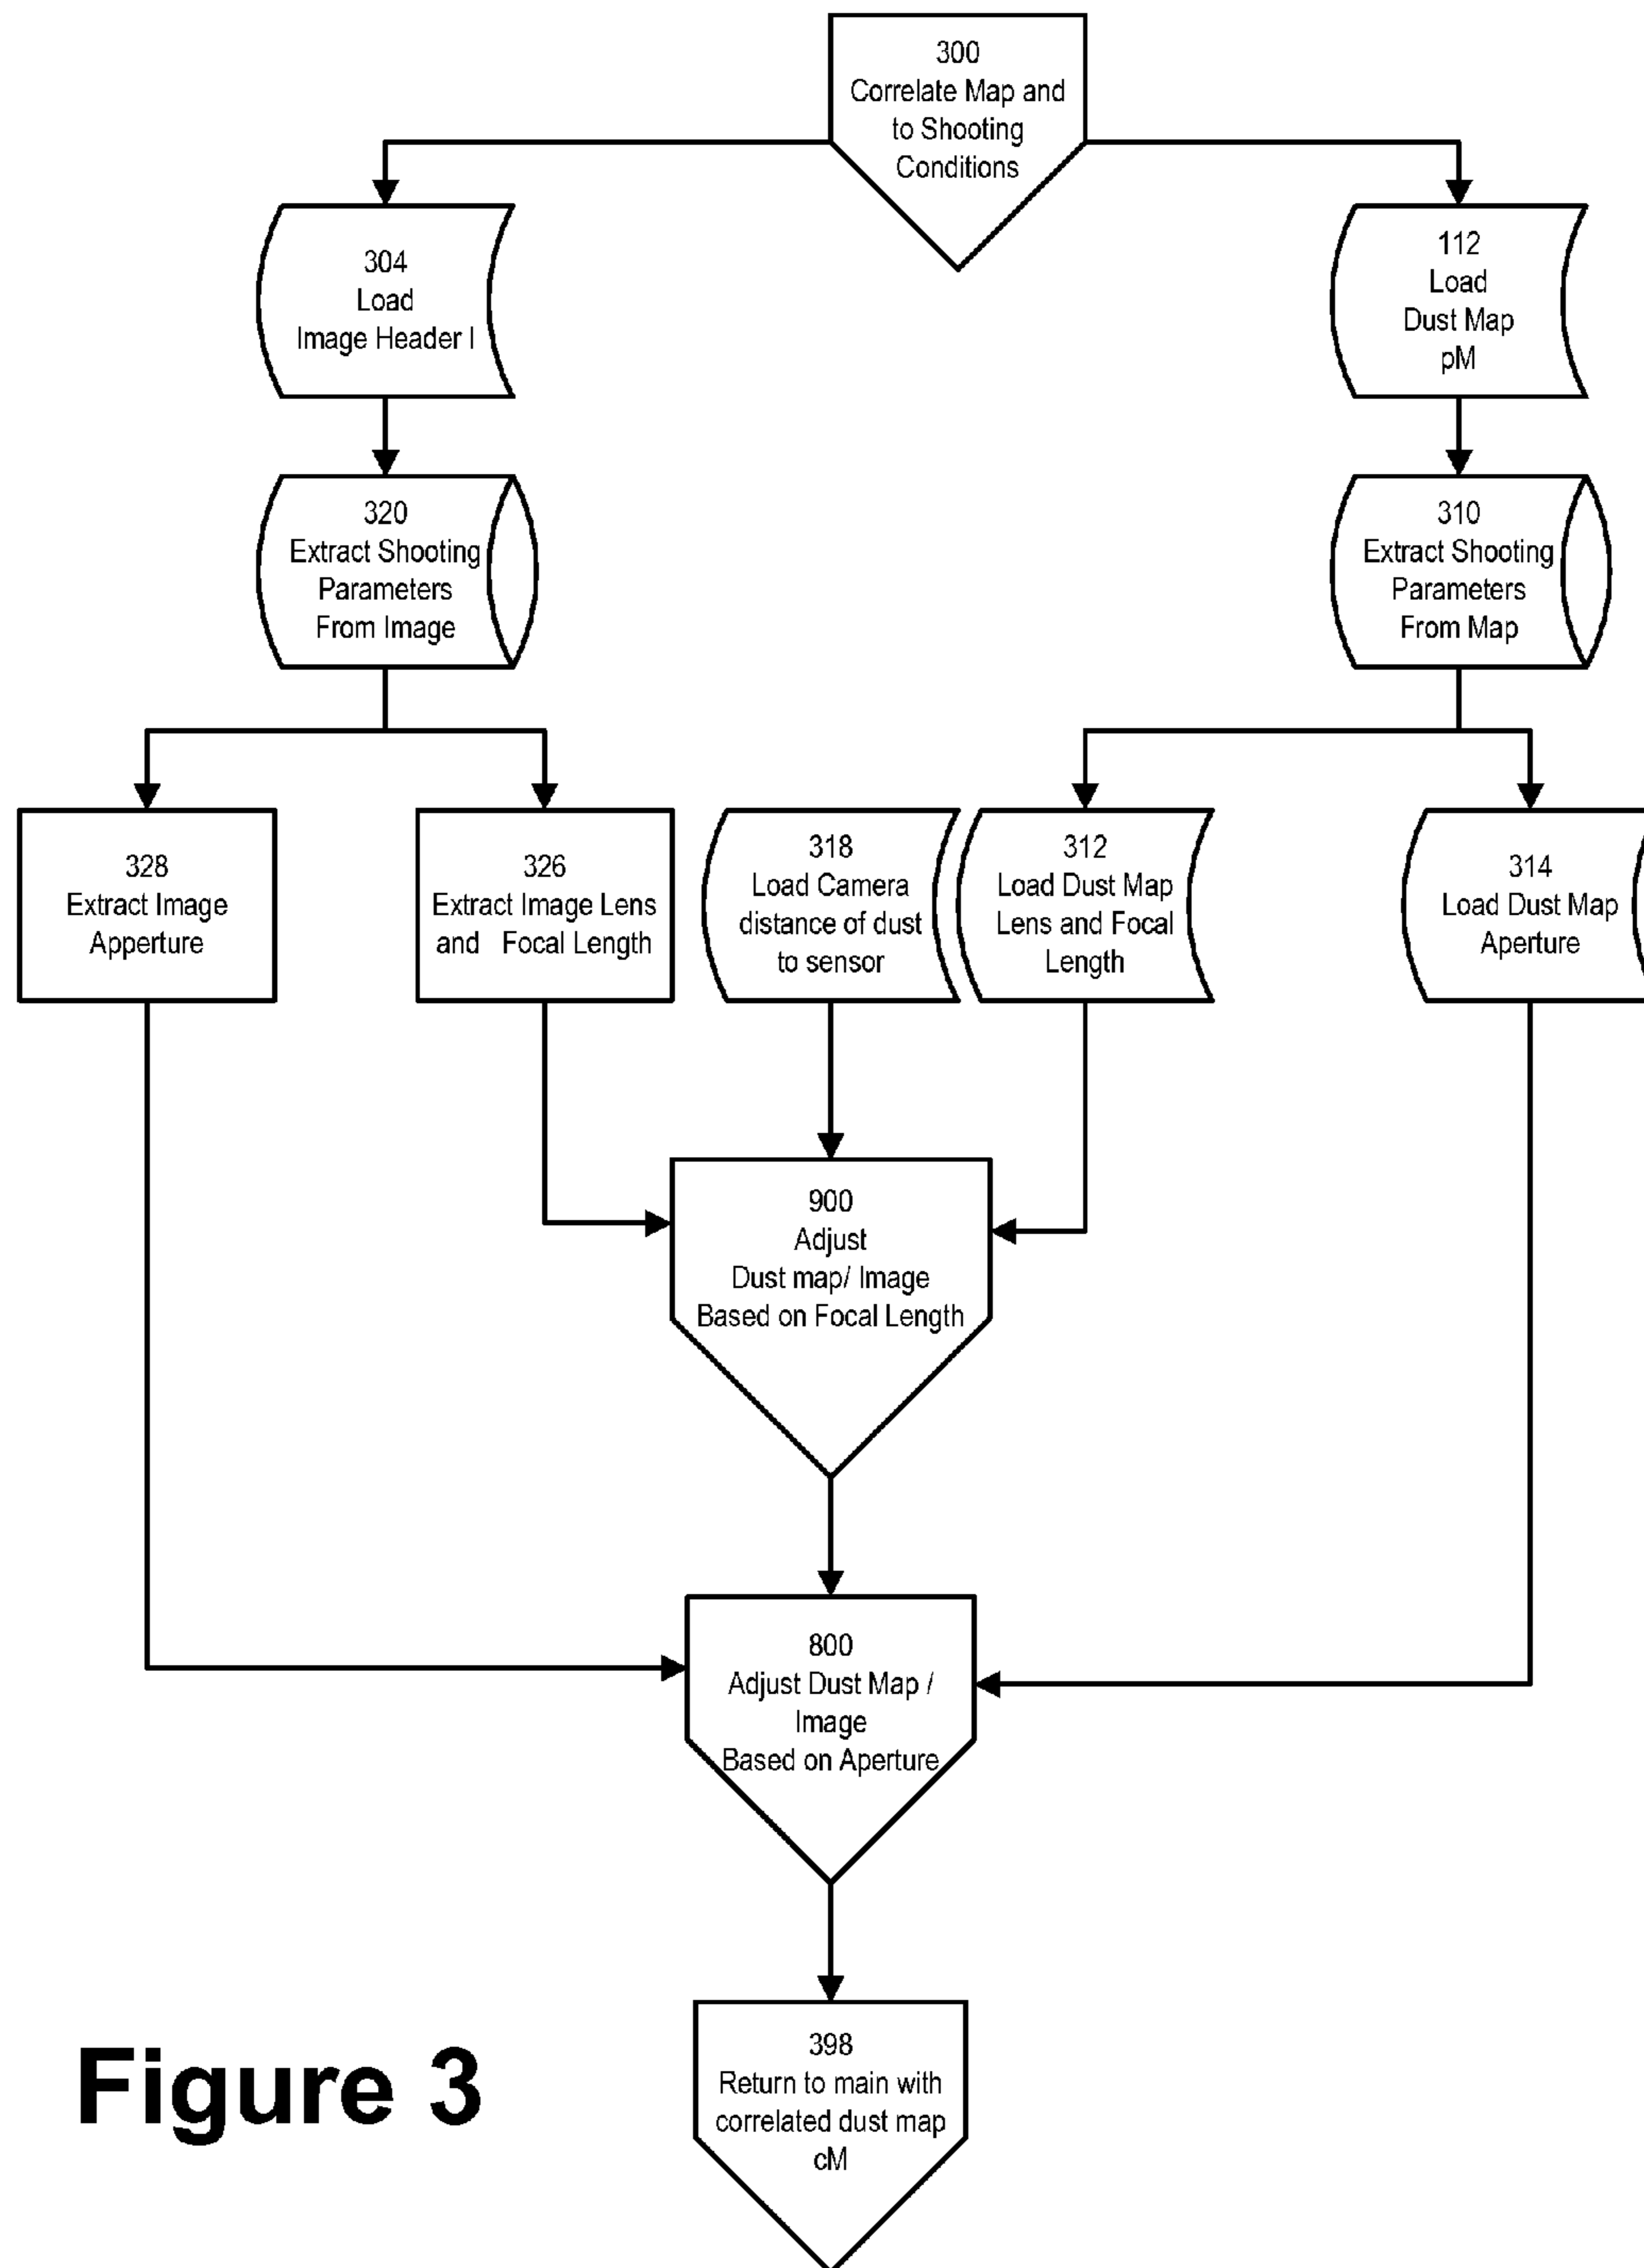 300
Correlate Map and
to Shooting
Conditions
304
Load
Image Header I
112
Load
Dust Map
pM
320
Extract Shooting
Parameters
From Image
310
Extract Shooting
Parameters
From Map
328
Extract Image
Apperture
326
Extract Image Lens
and Focal Length
318
Load Camera
distance of dust
to sensor
312
Load Dust Map
Lens and Focal
Length
314
Load Dust Map
Aperture
900
Adjust
Dust map/ Image
Based on Focal Length
800
Adjust Dust Map /
Image
Based on Aperture
398
Return to main with
correlated dust map
cM
Figure 3